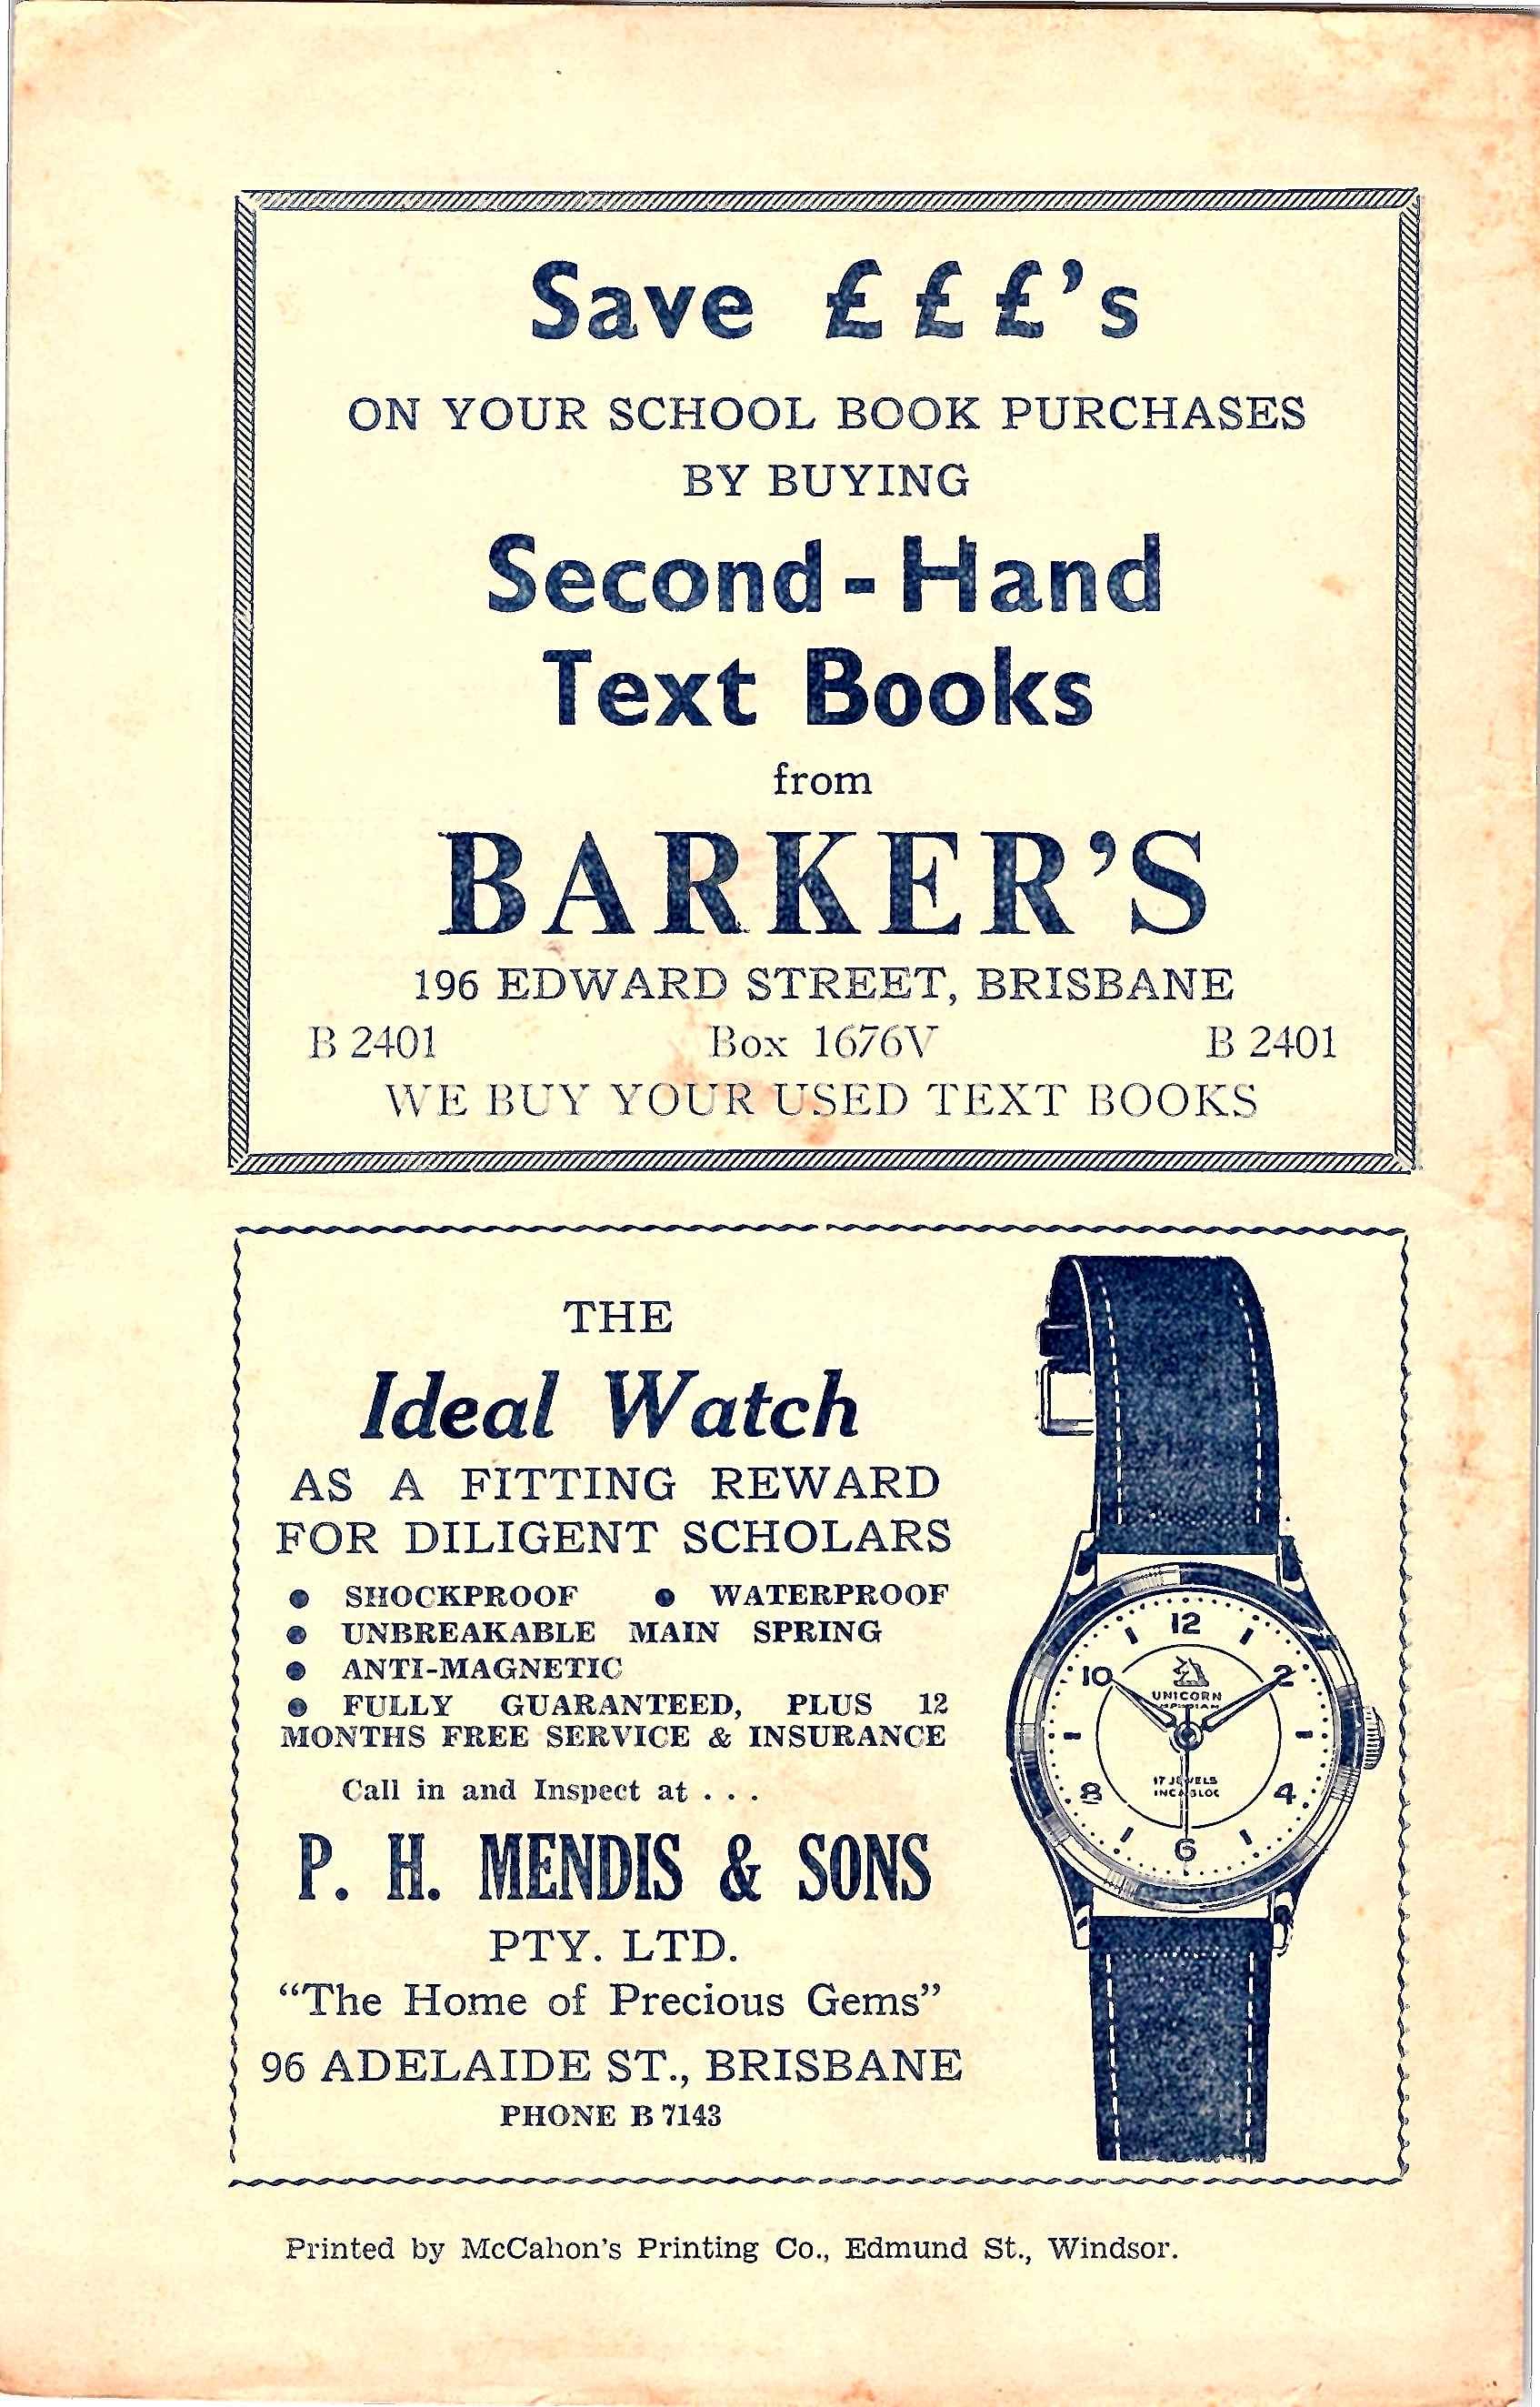 Save £ £ £'s
ON YOUR SCHOOL BOOK PURCHASES
BY BUYING
Second-Hand
Text Books
from
BARKER'S
196 EDWARD STREET, BRISBANE
B 2401 Box 1676V B 2401
WE BUY YOUR USED TEXT BOOKS
THE
Ideal Watch
AS A FITTING REWARD
FOR DILIGENT SCHOLARS
● SHOCKPROOF ● WATERPROOF
● UNBREAKABLE MAIN SPRING
● ANTI-MAGNETIC
● FULLY GUARANTEED, PLUS 12
MONTHS FREE SERVICE & INSURANCE
Call in and Inspect at . . .
P. H. MENDIS & SONS
PTY. LTD.
"The Home of Precious Gems"
96 ADELAIDE ST., BRISBANE
PHONE B 7143
12
10 2
UNICORN
17 JEWELS
INCABLOC
8 4
6
Printed by McCahon's Printing Co., Edmund St., Windsor.